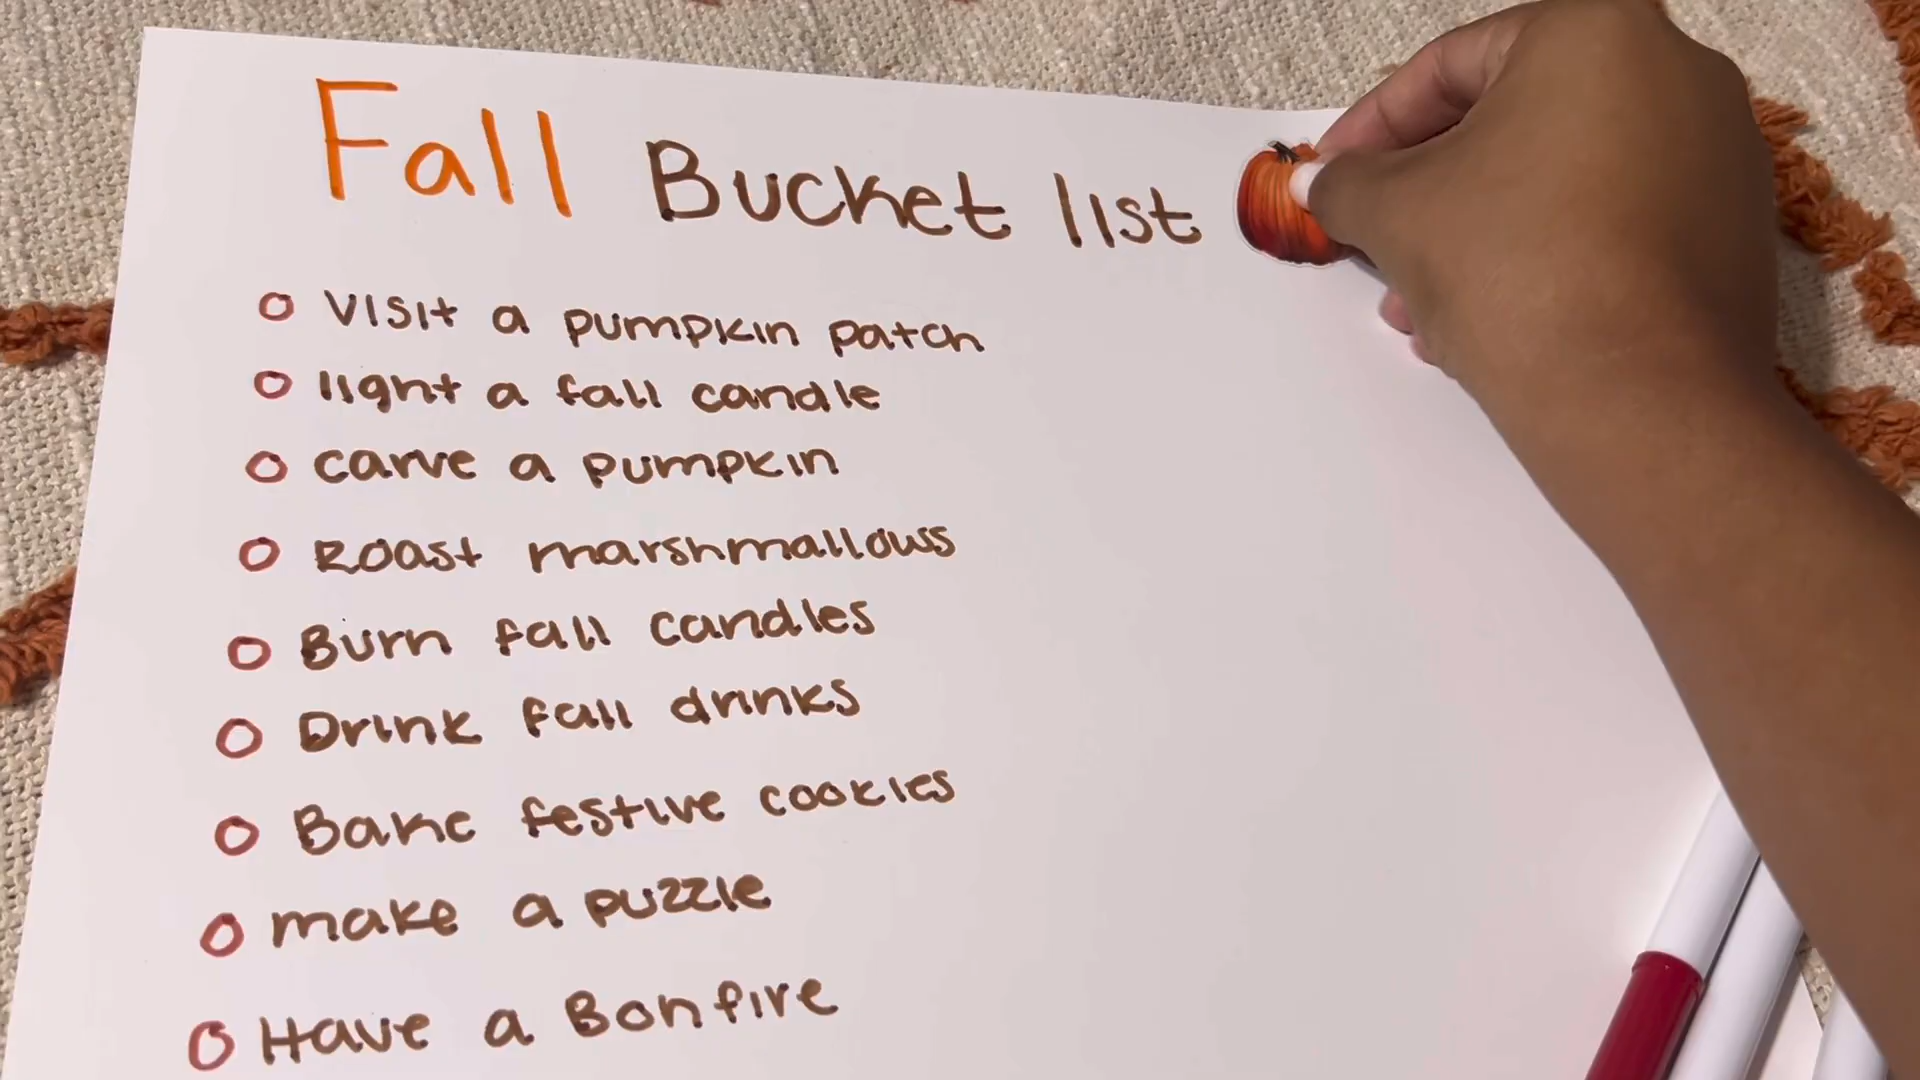 Fall Bucket list
Visit a pumpkin patch
light a fall candle
carve a pumpkin
Roast marshmallows
Burn fall candles
Drink fall drinks
Bake festive cookies
make a puzzle
Have a Bonfire